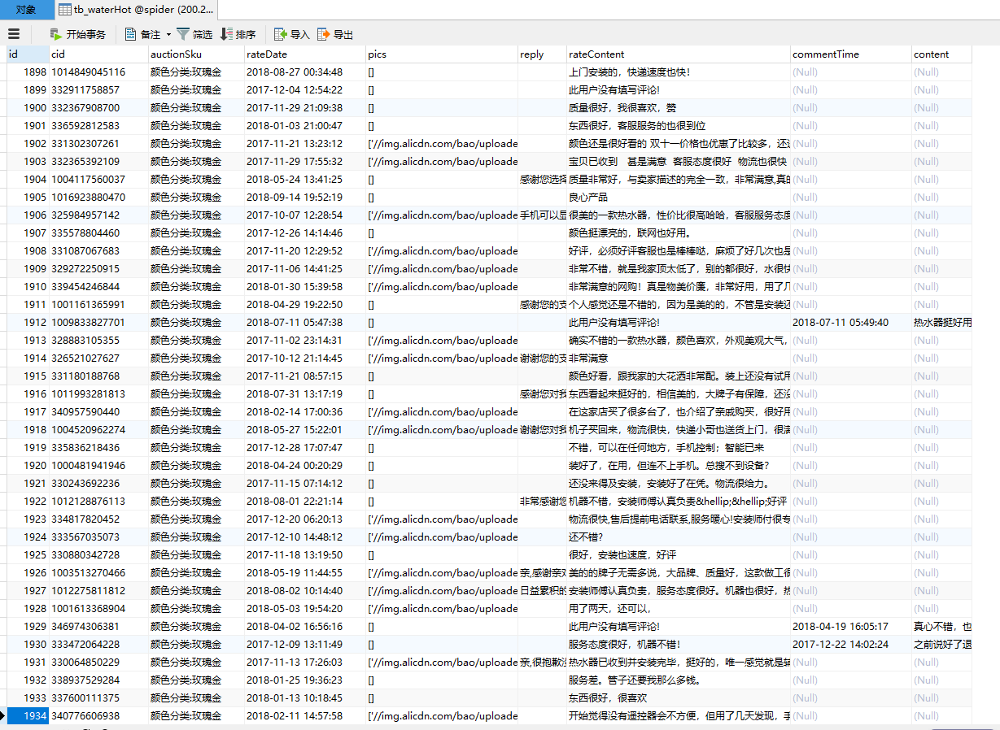 对象 tb_waterHot @spider (200.2...
开始事务 备注 筛选 排序 导入 导出
id cid auctionSku rateDate pics reply rateContent commentTime content
1898 1014849045116 颜色分类:玫瑰金 2018-08-27 00:34:48 [] 上门安装的，快递速度也快! (Null) (Null)
1899 332911758857 颜色分类:玫瑰金 2017-12-04 12:54:22 [] 此用户没有填写评论! (Null) (Null)
1900 332367908700 颜色分类:玫瑰金 2017-11-29 21:09:38 [] 质量很好，我很喜欢，赞 (Null) (Null)
1901 336592812583 颜色分类:玫瑰金 2018-01-03 21:00:47 [] 东西很好，客服服务的也很到位 (Null) (Null)
1902 331302307261 颜色分类:玫瑰金 2017-11-21 13:23:12 ['//img.alicdn.com/bao/uploade 颜色还是很好看的 双十一价格也优惠了比较多，还 (Null) (Null)
1903 332365392109 颜色分类:玫瑰金 2017-11-29 17:55:32 ['//img.alicdn.com/bao/uploade 宝贝已收到 甚是满意 客服态度很好 物流也很快 (Null) (Null)
1904 1004117560037 颜色分类:玫瑰金 2018-05-24 13:41:25 [] 感谢您选择 质量非常好，与卖家描述的完全一致，非常满意,真的 (Null) (Null)
1905 1016923880470 颜色分类:玫瑰金 2018-09-14 19:52:19 [] 良心产品 (Null) (Null)
1906 325984957142 颜色分类:玫瑰金 2017-10-07 12:28:54 ['//img.alicdn.com/bao/uploade 手机可以显 很美的一款热水器，性价比很高哈哈，客服服务态度 (Null) (Null)
1907 335578804460 颜色分类:玫瑰金 2017-12-26 14:14:46 [] 颜色挺漂亮的，联网也好用。 (Null) (Null)
1908 331087067683 颜色分类:玫瑰金 2017-11-20 12:29:52 ['//img.alicdn.com/bao/uploade 好评，必须好评客服也是棒棒哒，麻烦了好几次也是 (Null) (Null)
1909 329272250915 颜色分类:玫瑰金 2017-11-06 14:41:25 ['//img.alicdn.com/bao/uploade 非常不错，就是我家顶太低了，别的都很好，水很快 (Null) (Null)
1910 339454246844 颜色分类:玫瑰金 2018-01-30 15:39:58 ['//img.alicdn.com/bao/uploade 非常满意的网购！真是物美价廉，非常好用，用了几 (Null) (Null)
1911 1001161365991 颜色分类:玫瑰金 2018-04-29 19:22:50 [] 感谢您的支 个人感觉还是不错的，因为是美的的，不管是安装还 (Null) (Null)
1912 1009833827701 颜色分类:玫瑰金 2018-07-11 05:47:38 [] 此用户没有填写评论! 2018-07-11 05:49:40 热水器挺好用
1913 328883105355 颜色分类:玫瑰金 2017-11-02 23:14:31 ['//img.alicdn.com/bao/uploade 确实不错的一款热水器，颜色喜欢，外观美观大气， (Null) (Null)
1914 326521027627 颜色分类:玫瑰金 2017-10-12 21:14:45 ['//img.alicdn.com/bao/uploade 谢谢您的支 非常满意 (Null) (Null)
1915 331180188768 颜色分类:玫瑰金 2017-11-21 08:57:15 [] 颜色好看，跟我家的大花洒非常配。装上还没有试用 (Null) (Null)
1916 1011993281813 颜色分类:玫瑰金 2018-07-31 13:17:19 [] 感谢您对我 东西看起来挺好的，相信美的，大牌子有保障，还没 (Null) (Null)
1917 340957590440 颜色分类:玫瑰金 2018-02-14 17:00:36 ['//img.alicdn.com/bao/uploade 在这家店买了很多台了，也介绍了亲戚购买，很好用 (Null) (Null)
1918 1004520962274 颜色分类:玫瑰金 2018-05-27 15:22:01 ['//img.alicdn.com/bao/uploade 谢谢您对我 机子买回来，物流很快，快递小哥也送货上门，很满 (Null) (Null)
1919 335836218436 颜色分类:玫瑰金 2017-12-28 17:07:47 [] 不错，可以在任何地方，手机控制；智能已来 (Null) (Null)
1920 1000481941946 颜色分类:玫瑰金 2018-04-24 00:20:29 [] 装好了，在用，但连不上手机。总搜不到设备? (Null) (Null)
1921 330243692236 颜色分类:玫瑰金 2017-11-15 07:14:12 [] 还没来得及安装，安装好了在凭。物流很给力。 (Null) (Null)
1922 1012128876113 颜色分类:玫瑰金 2018-08-01 22:21:14 [] 非常感谢您 机器不错，安装师傅认真负责&hellip;&hellip;好评 (Null) (Null)
1923 334817820452 颜色分类:玫瑰金 2017-12-20 06:20:13 ['//img.alicdn.com/bao/uploade 物流很快,售后提前电话联系,服务暖心!安装师付很专 (Null) (Null)
1924 333567035073 颜色分类:玫瑰金 2017-12-10 14:48:12 ['//img.alicdn.com/bao/uploade 还不错? (Null) (Null)
1925 330880342728 颜色分类:玫瑰金 2017-11-18 13:19:50 [] 很好，安装也速度，好评 (Null) (Null)
1926 1003513270466 颜色分类:玫瑰金 2018-05-19 11:44:55 ['//img.alicdn.com/bao/uploade 亲,感谢亲对 美的的牌子无需多说，大品牌、质量好，这款做工很 (Null) (Null)
1927 1012275811812 颜色分类:玫瑰金 2018-08-02 10:14:40 ['//img.alicdn.com/bao/uploade 日益累积的 安装师傅认真负责，服务态度很好。机器也很好，热 (Null) (Null)
1928 1001613368904 颜色分类:玫瑰金 2018-05-03 19:54:20 ['//img.alicdn.com/bao/uploade 用了两天，还可以， (Null) (Null)
1929 346974306381 颜色分类:玫瑰金 2018-04-02 16:56:16 [] 此用户没有填写评论! 2018-04-19 16:05:17 真心不错，也
1930 333472064228 颜色分类:玫瑰金 2017-12-09 13:11:49 [] 服务态度很好，机器不错！ 2017-12-22 14:02:24 之前说好了退
1931 330064850229 颜色分类:玫瑰金 2017-11-13 17:26:03 ['//img.alicdn.com/bao/uploade 亲,很抱歉没 热水器已收到并安装完毕，挺好的，唯一感觉就是 (Null) (Null)
1932 338937529284 颜色分类:玫瑰金 2018-01-25 19:36:23 [] 服务差。管子还要我那么多钱。 (Null) (Null)
1933 337600111375 颜色分类:玫瑰金 2018-01-13 10:18:45 [] 东西很好，很喜欢 (Null) (Null)
1934 340776606938 颜色分类:玫瑰金 2018-02-11 14:57:58 ['//img.alicdn.com/bao/uploade 开始觉得没有遥控器会不方便，但用了几天发现，手 (Null) (Null)